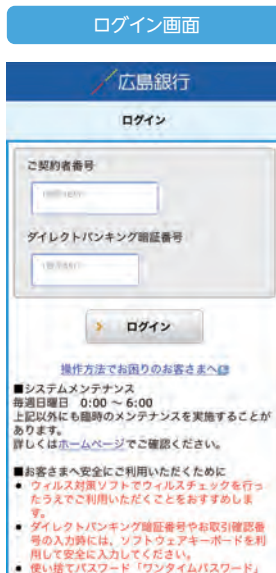 ログイン画面
広島銀行
ログイン
ご契約者番号
ダイレクトバンキング暗証番号
ログイン
操作方法でお困りのお客さまへ
■システムメンテナンス
毎週日曜日 0:00 ～ 6:00
上記以外にも臨時のメンテナンスを実施することが
あります。
詳しくはホームページでご確認ください。
■お客さまへ安全にご利用いただくために
● ウィルス対策ソフトでウィルスチェックを行っ
たうえでご利用いただくことをおすすめしま
す。
● ダイレクトバンキング暗証番号やお取引確認番
号の入力時には、ソフトウェアキーボードを利
用して安全に入力してください。
● 使い捨てパスワード「ワンタイムパスワード」